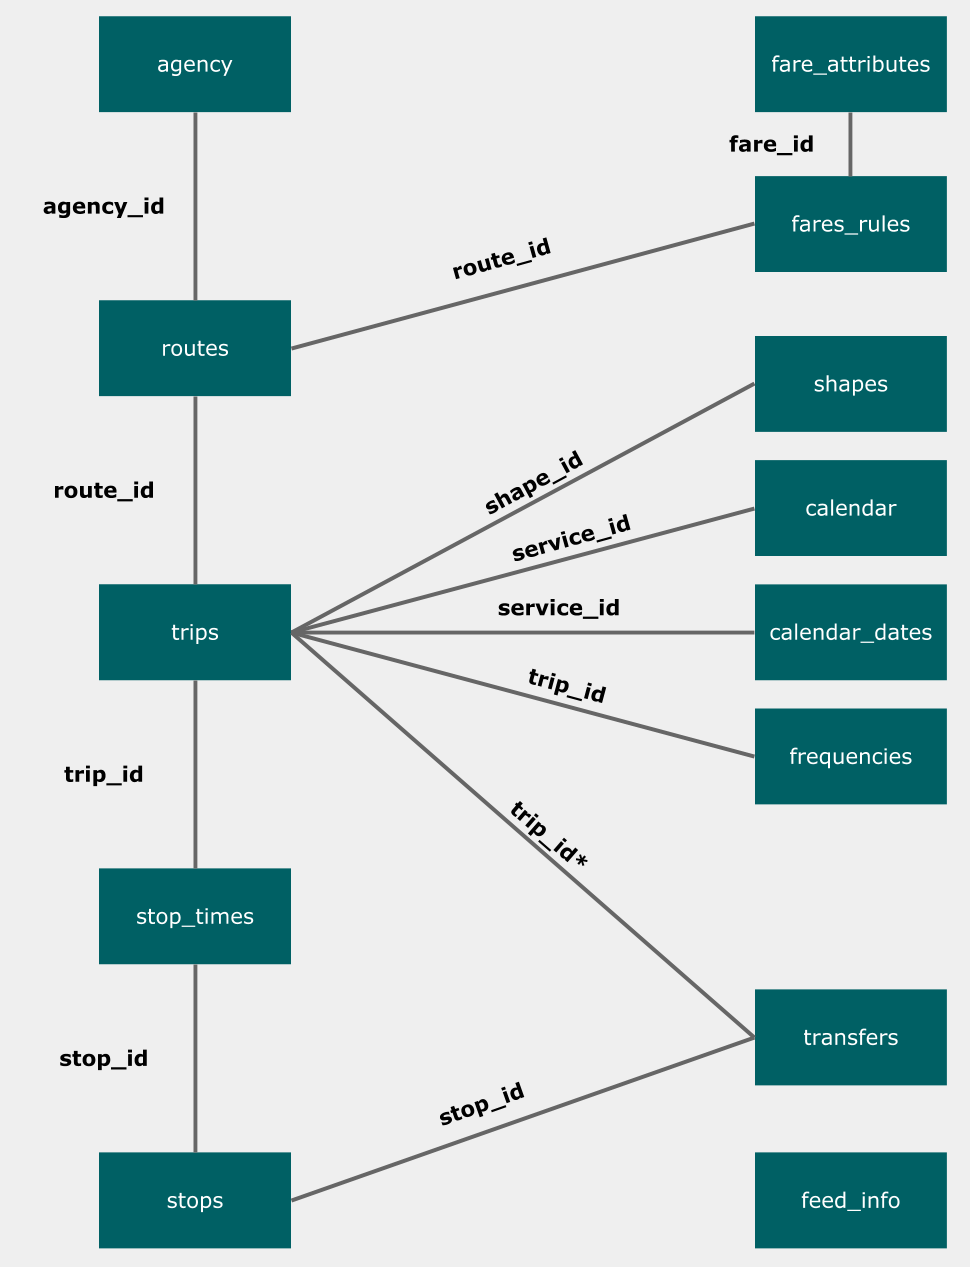 agency
fare_attributes
fare_id
agency_id
fares_rules
route_id
routes
shapes
shape_id
route_id
calendar
service_id
service_id
trips
calendar_dates
trip_id
frequencies
trip_id
trip_id*
stop_times
transfers
stop_id
stop_id
stops
feed_info